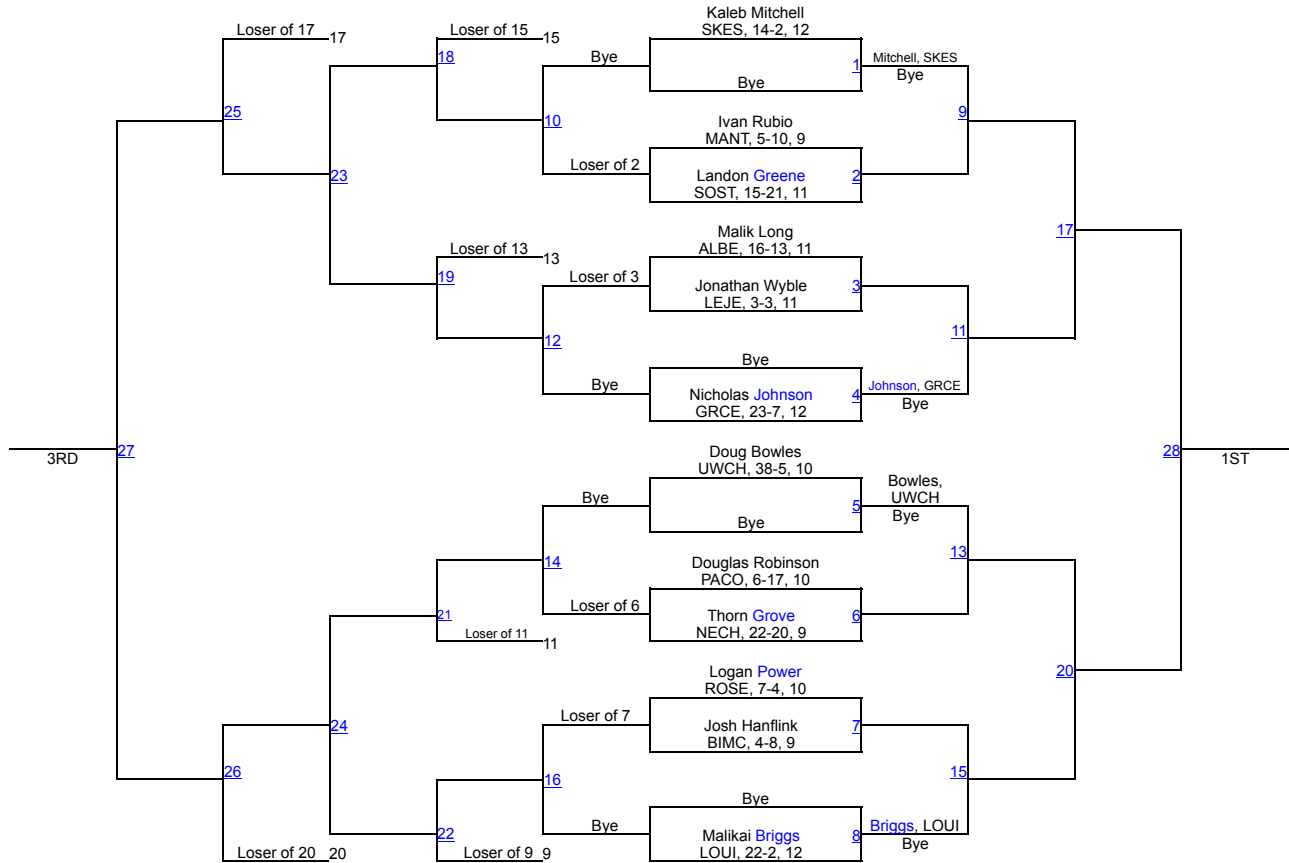 Kaleb Mitchell
SKES, 14-2, 12
Loser of 17 17
Loser of 15 15
18
Bye
1
Mitchell, SKES
Bye
Bye
25
10
Ivan Rubio
MANT, 5-10, 9
9
Loser of 2
23
Landon Greene
SOST, 15-21, 11
2
Malik Long
ALBE, 16-13, 11
17
Loser of 13 13
19
Loser of 3
Jonathan Wyble
LEJE, 3-3, 11
3
12
11
Bye
Bye
Nicholas Johnson
GRCE, 23-7, 12
4
Johnson, GRCE
Bye
3RD
27
Doug Bowles
UWCH, 38-5, 10
28
1ST
Bye
Bye
5
Bowles,
UWCH
Bye
14
13
Douglas Robinson
PACO, 6-17, 10
Loser of 6
21
Thorn Grove
NECH, 22-20, 9
6
Loser of 11 11
Logan Power
ROSE, 7-4, 10
20
Loser of 7
24
Josh Hanflink
BIMC, 4-8, 9
7
26
16
15
Bye
Bye
22
Malikai Briggs
LOUI, 22-2, 12
8
Briggs, LOUI
Bye
Loser of 20 20
Loser of 9 9